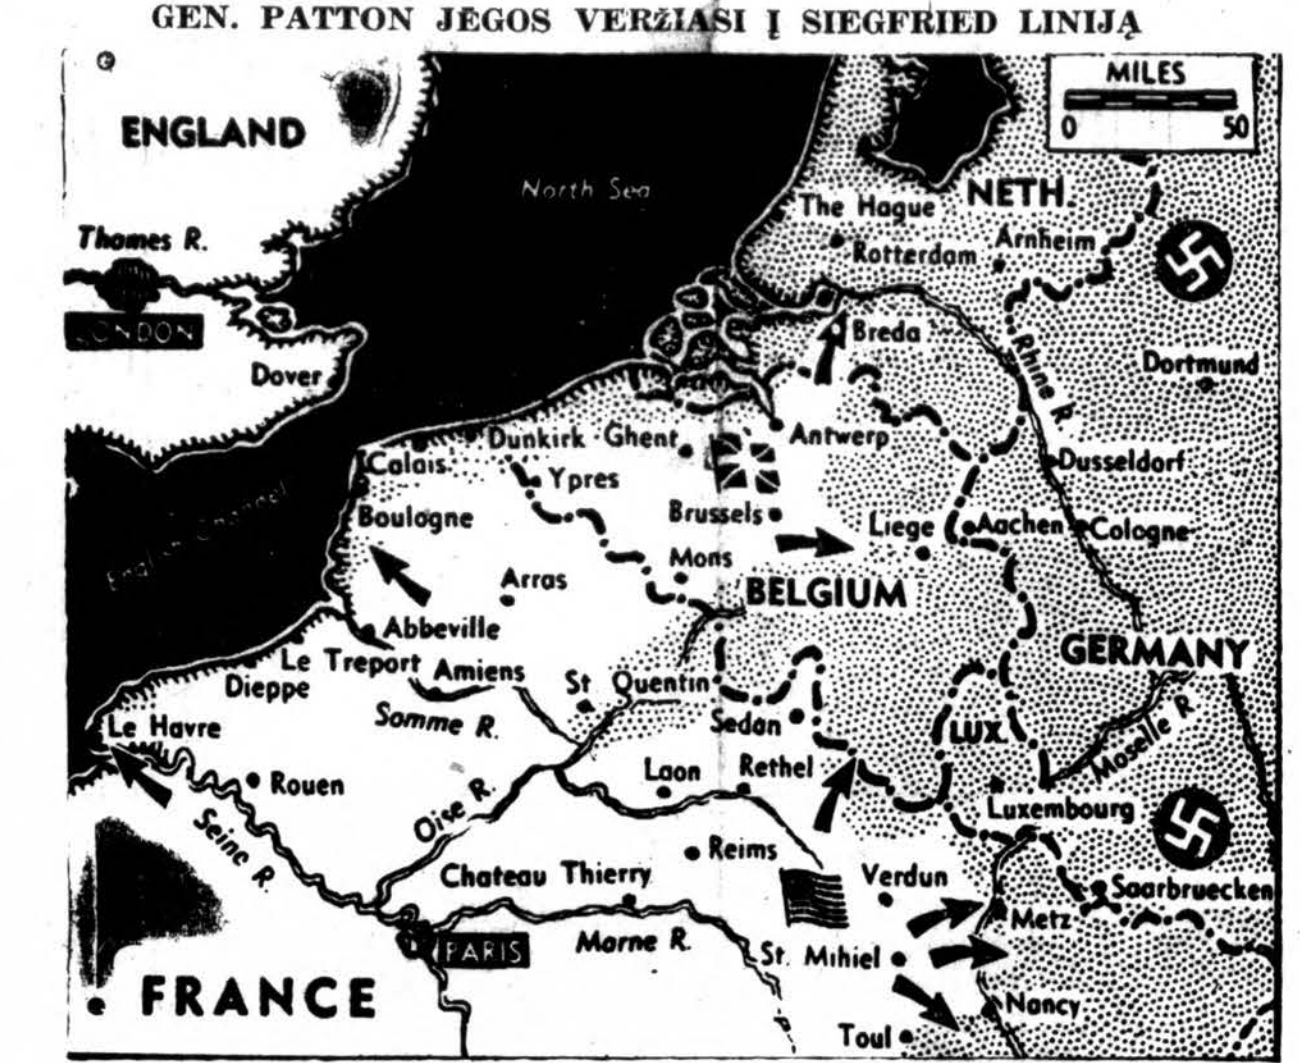 GEN. PATTON JĖGOS VERŽIASI Į SIEGFRIED LINIJĄ
MILES
0 50
ENGLAND
North Sea
NETH.
The Hague
Thames R.
Arnheim
Rotterdam
LONDON
Breda
Rhine R.
Dover
Dortmund
Dunkirk
Ghent
Antwerp
Calais
Ypres
Dusseldorf
English Channel
Boulogne
Brussels
Liege
Aachen
Cologne
Mons
Arras
BELGIUM
Abbeville
GERMANY
Le Treport
Amiens
St Quentin
Dieppe
Somme R.
Sedan
Le Havre
LUX.
Moselle R.
Rouen
Laon
Rethel
Oise R.
Luxembourg
Seine R.
Reims
Chateau Thierry
Verdun
Saarbruecken
Metz
PARIS
Marne R.
St. Mihiel
FRANCE
Nancy
Toul